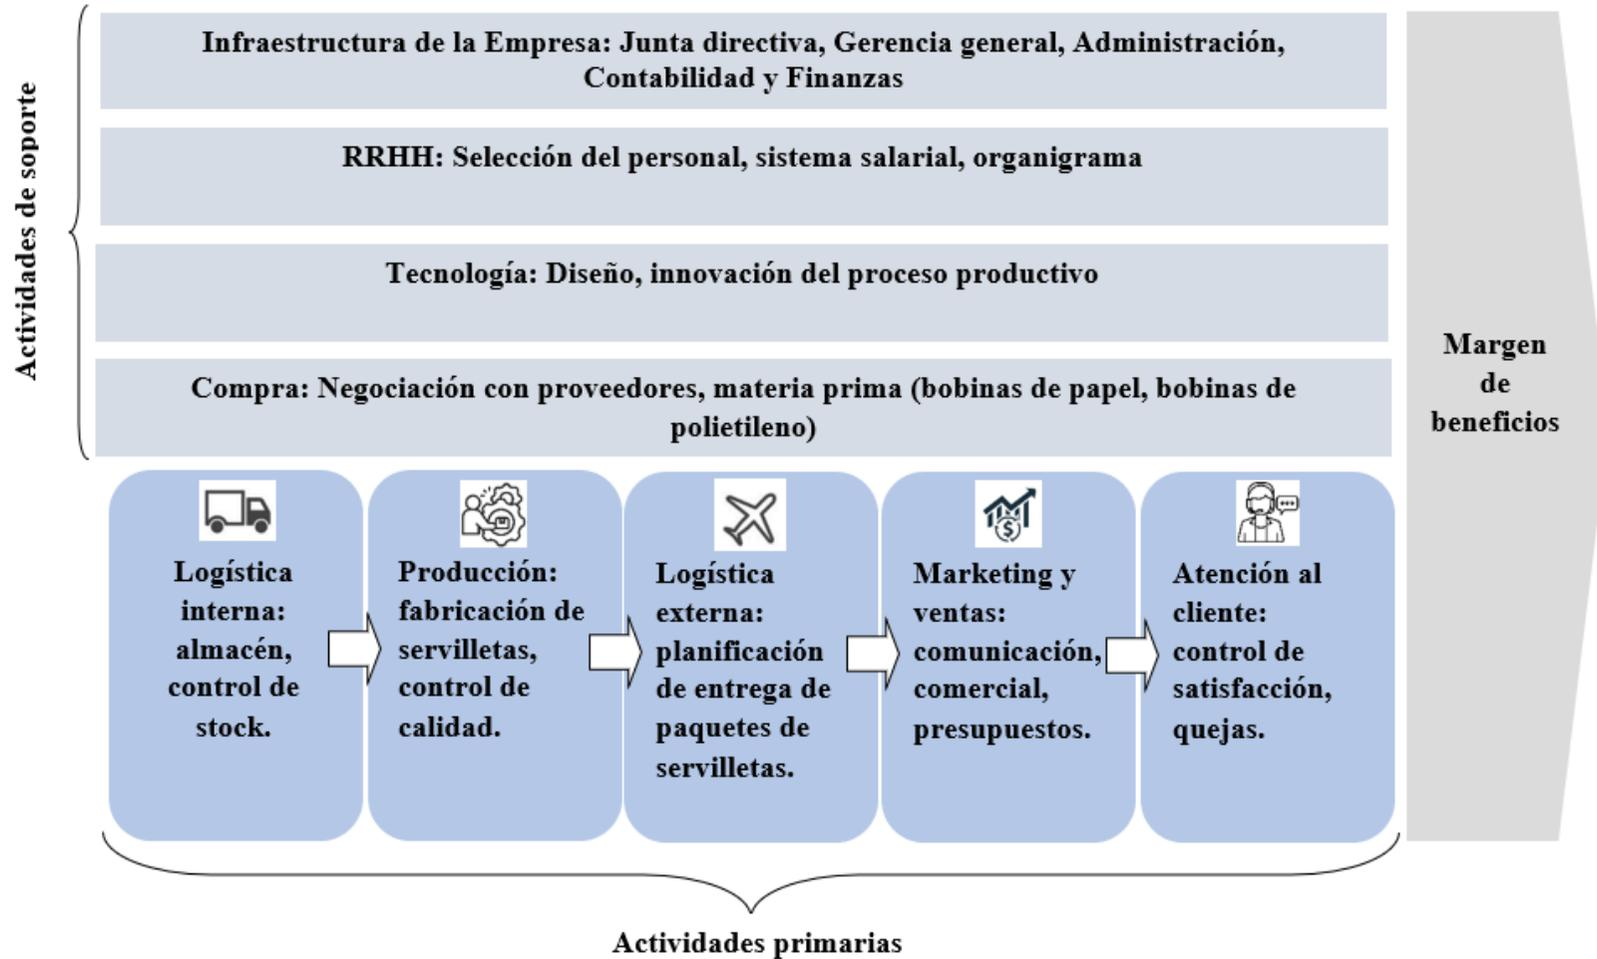 Actividades de soporte
Infraestructura de la Empresa: Junta directiva, Gerencia general, Administración,
Contabilidad y Finanzas
RRHH: Selección del personal, sistema salarial, organigrama
Tecnología: Diseño, innovación del proceso productivo
Compra: Negociación con proveedores, materia prima (bobinas de papel, bobinas de
polietileno)
Margen
de
beneficios
Logística
interna:
almacén,
control de
stock.
Producción:
fabricación de
servilletas,
control de
calidad.
Logística
externa:
planificación
de entrega de
paquetes de
servilletas.
Marketing y
ventas:
comunicación,
comercial,
presupuestos.
Atención al
cliente:
control de
satisfacción,
quejas.
Actividades primarias